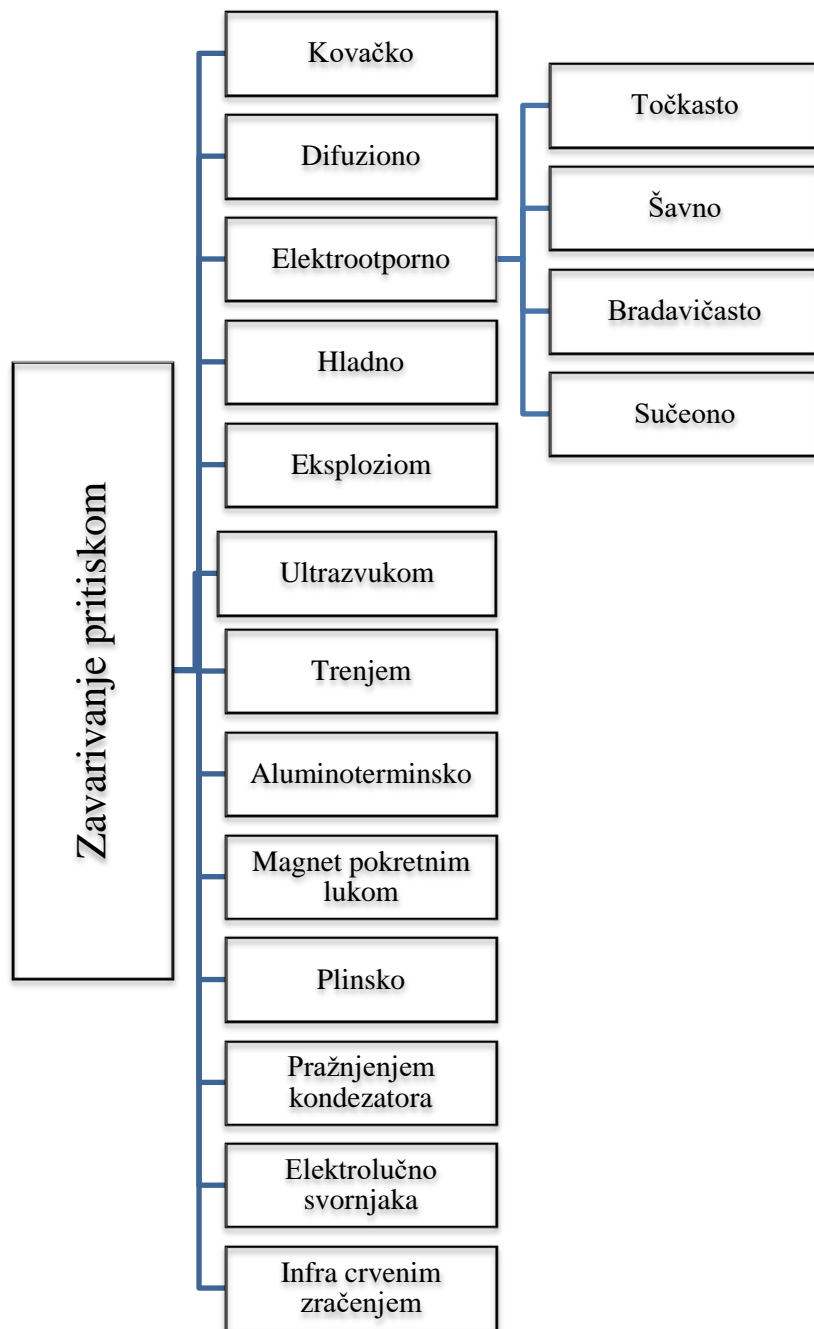 Zavarivanje pritiskom
Kovačko
Difuziono
Elektrootporno
Hladno
Eksploziom
Ultrazvukom
Trenjem
Aluminoterminsko
Magnet pokretnim
lukom
Plinsko
Pražnjenjem
kondezatora
Elektrolučno
svornjaka
Infra crvenim
zračenjem
Točkasto
Šavno
Bradavičasto
Sučeono